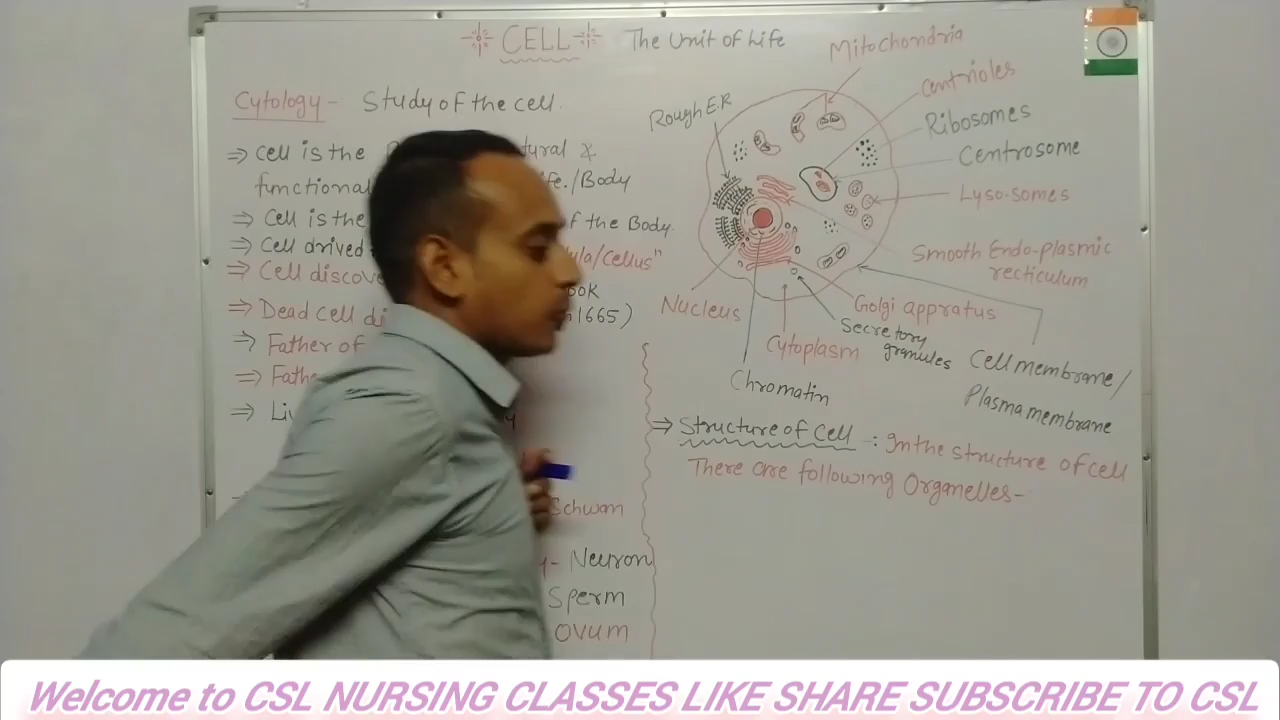 CELL The Unit of Life
Cytology - Study of the cell.
⇒ Cell is the tural &
functional ife./Body
⇒ Cell is the of the Body.
⇒ Cell drived ula/Cellus"
⇒ Cell discove ook
⇒ Dead cell di n 1665)
⇒ Father of
⇒ Fathe
⇒ Li
Schwan
- Neuron
Sperm
Ovum
Mitochondria
Centrioles
Rough E.R
Ribosomes
Centrosome
Lyso-somes
Smooth Endo-plasmic
recticulum
Nucleus
Golgi appratus
Secretory
granules
Cytoplasm
Cell membrane/
Plasma membrane
Chromatin
⇒ Structure of Cell -: In the structure of cell
There are following Organelles-
Welcome to CSL NURSING CLASSES LIKE SHARE SUBSCRIBE TO CSL